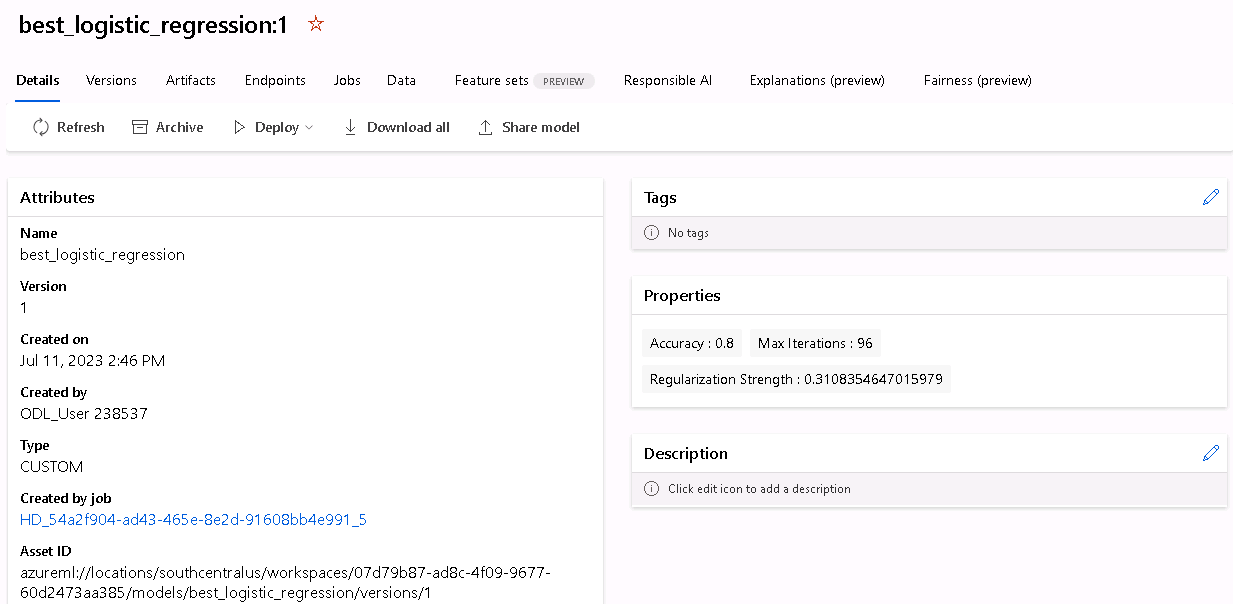 best_logistic_regression:1
Details Versions Artifacts Endpoints Jobs Data Feature sets PREVIEW Responsible AI Explanations (preview) Fairness (preview)
Refresh Archive Deploy Download all Share model
Attributes
Name
best_logistic_regression
Version
1
Created on
Jul 11, 2023 2:46 PM
Created by
ODL_User 238537
Type
CUSTOM
Created by job
HD_54a2f904-ad43-465e-8e2d-91608bb4e991_5
Asset ID
azureml://locations/southcentralus/workspaces/07d79b87-ad8c-4f09-9677-
60d2473aa385/models/best_logistic_regression/versions/1
Tags
No tags
Properties
Accuracy : 0.8 Max Iterations : 96
Regularization Strength : 0.3108354647015979
Description
Click edit icon to add a description